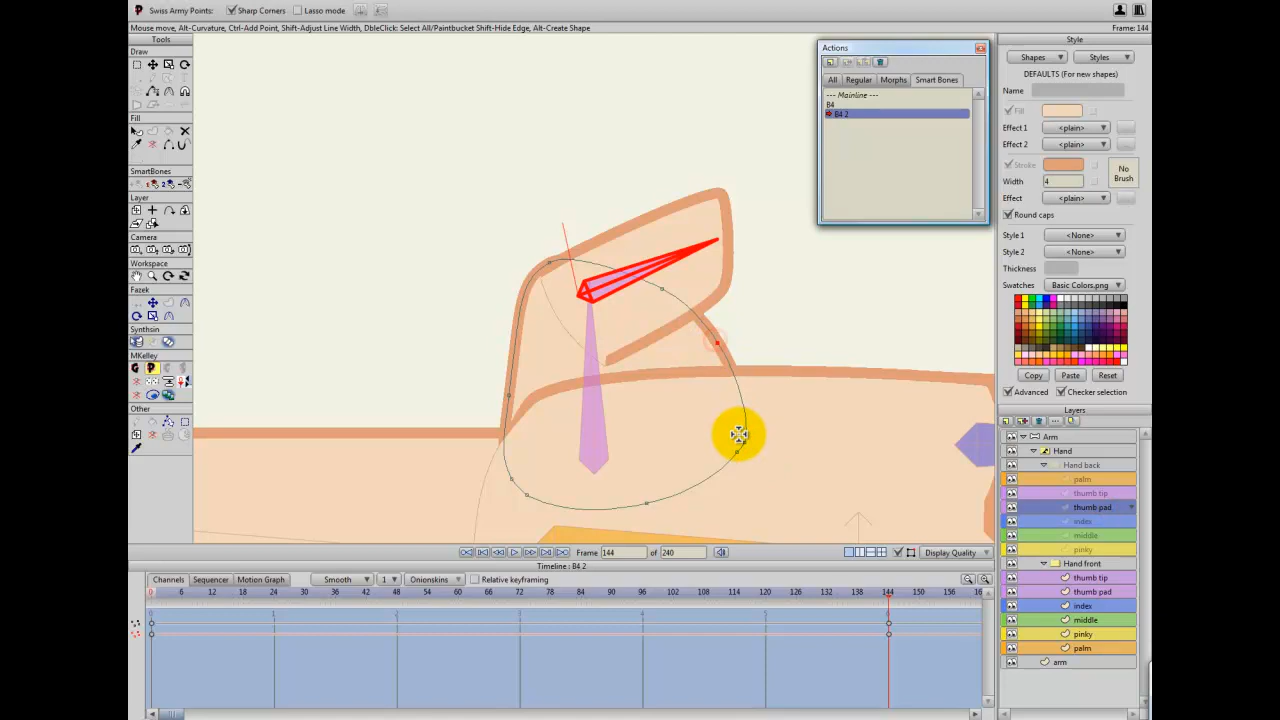 Swiss Army Points:
Sharp Corners
Lasso mode
Mouse move, Alt-Curvature, Ctrl-Add Point, Shift-Adjust Line Width, DbleClick: Select All/Paintbucket Shift-Hide Edge, Alt-Create Shape
Frame: 144
Tools
Draw
Fill
SmartBones
Layer
Camera
Workspace
Fazek
Synthsin
MKelley
Other
Actions
All
Regular
Morphs
Smart Bones
--- Mainline ---
B4
B4 2
Style
Shapes
Styles
DEFAULTS (For new shapes)
Name
Fill
Effect 1
<plain>
Effect 2
<plain>
Stroke
Width
4
No
Brush
Effect
<plain>
Round caps
Style 1
<None>
Style 2
<None>
Thickness
Swatches
Basic Colors.png
Copy
Paste
Reset
Advanced
Checker selection
Layers
Arm
Hand
Hand back
palm
thumb tip
thumb pad
index
middle
pinky
Hand front
thumb tip
thumb pad
index
middle
pinky
palm
arm
Frame
144
of
240
Display Quality
Timeline : B4 2
Channels
Sequencer
Motion Graph
Smooth
1
Onionskins
Relative keyframing
0 6 12 18 24 30 36 42 48 54 60 66 72 78 84 90 96 102 108 114 120 126 132 138 144 150 156
0 1 2 3 4 5